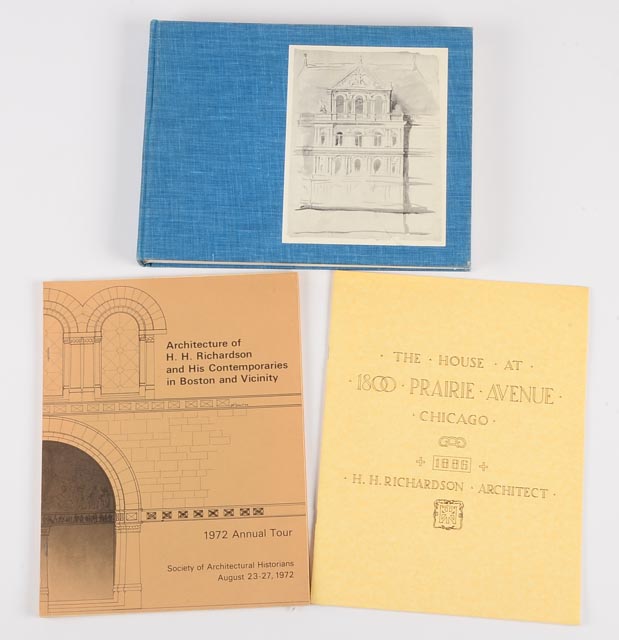 Architecture of
H. H. Richardson
and His Contemporaries
in Boston and Vicinity
1972 Annual Tour
Society of Architectural Historians
August 23-27, 1972
· THE · HOUSE · AT ·
· 1800 · PRAIRIE · AVENUE ·
· CHICAGO ·
1886
· H. H. RICHARDSON · ARCHITECT ·